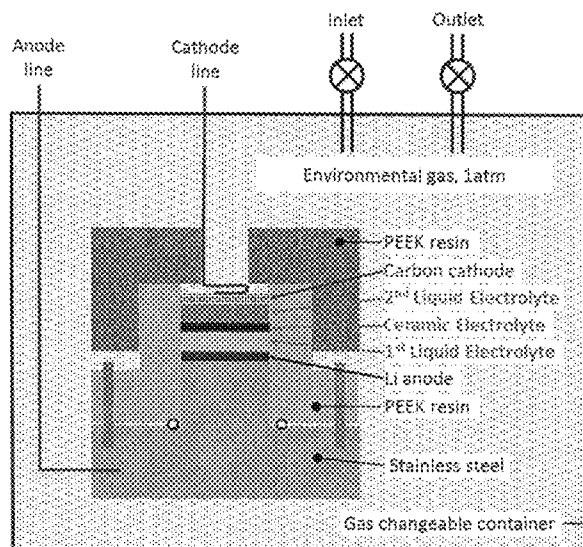 Inlet
Outlet
Anode
line
Cathode
line
Environmental gas, 1atm
PEEK resin
Carbon cathode
2nd Liquid Electrolyte
Ceramic Electrolyte
1st Liquid Electrolyte
Li anode
PEEK resin
Stainless steel
Gas changeable container